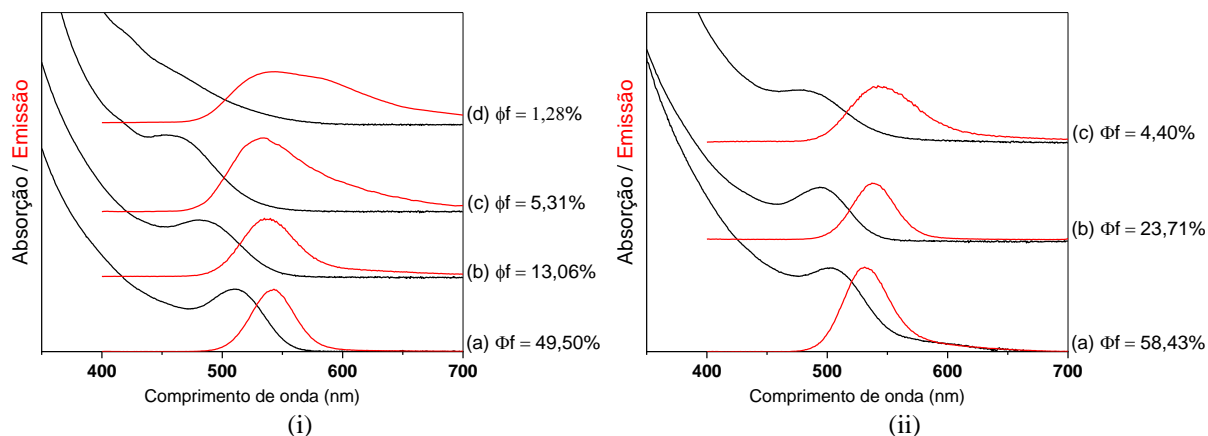 Absorção / Emissão
(d) ϕf = 1,28%
(c) ϕf = 5,31%
(b) ϕf = 13,06%
(a) Φf = 49,50%
400 500 600 700
Comprimento de onda (nm)
(i)
Absorção / Emissão
(c) Φf = 4,40%
(b) Φf = 23,71%
(a) Φf = 58,43%
400 500 600 700
Comprimento de onda (nm)
(ii)